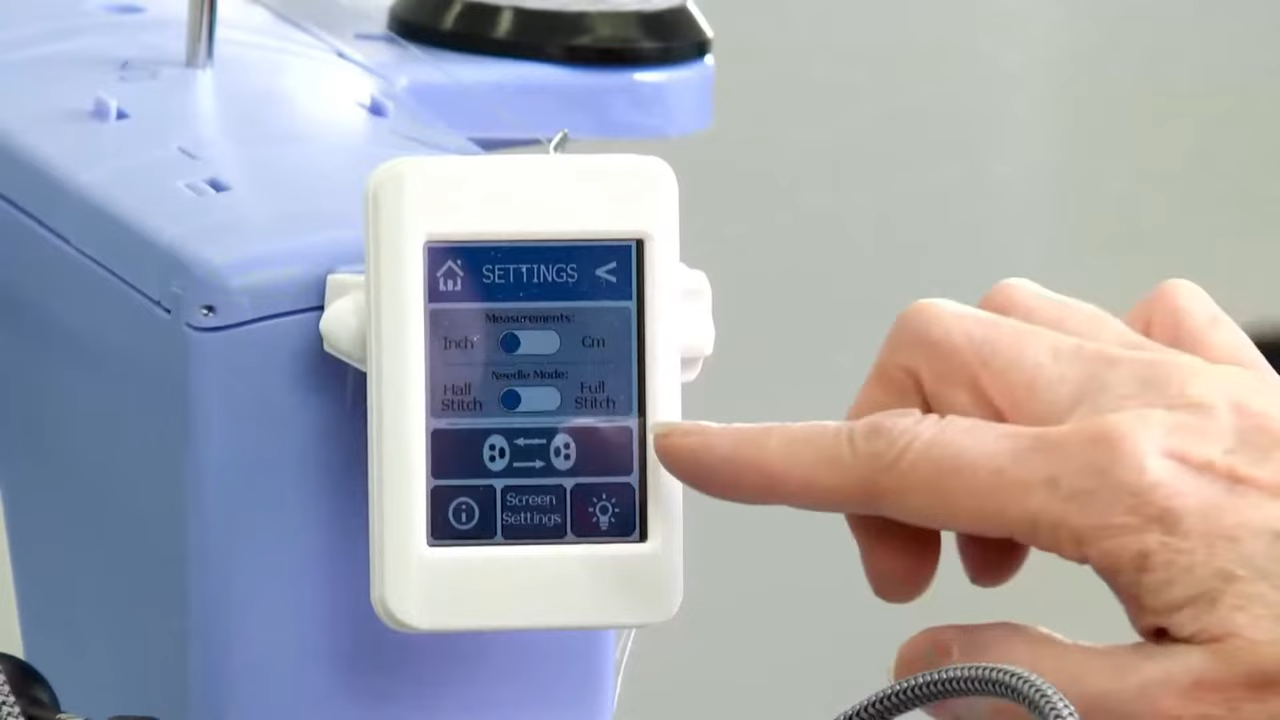 SETTINGS
Measurements:
Inch
Cm
Needle Mode:
Half
Stitch
Full
Stitch
Screen
Settings